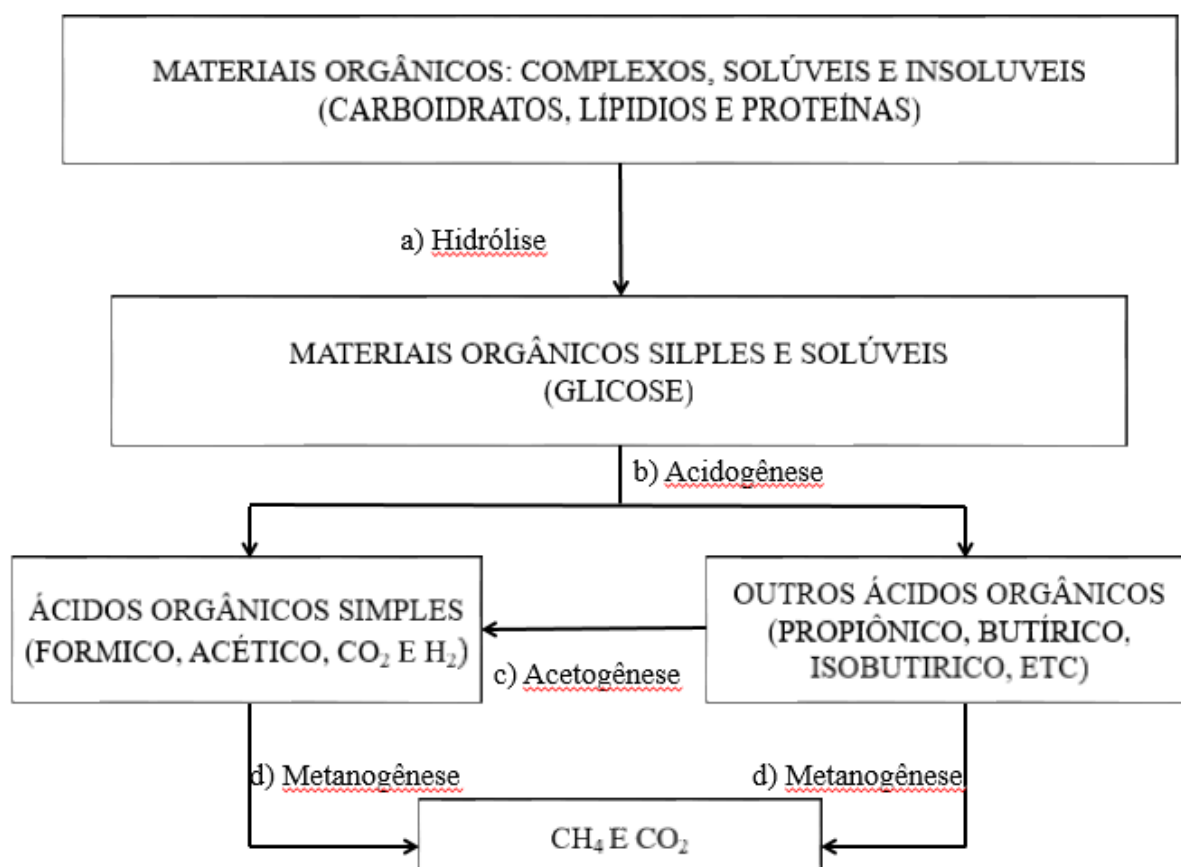 MATERIAIS ORGÂNICOS: COMPLEXOS, SOLÚVEIS E INSOLUVEIS
(CARBOIDRATOS, LÍPIDIOS E PROTEÍNAS)
a) Hidrólise
MATERIAIS ORGÂNICOS SILPLES E SOLÚVEIS
(GLICOSE)
b) Acidogênese
ÁCIDOS ORGÂNICOS SIMPLES
(FORMICO, ACÉTICO, CO₂ E H₂)
OUTROS ÁCIDOS ORGÂNICOS
(PROPIÔNICO, BUTÍRICO,
ISOBUTIRICO, ETC)
c) Acetogênese
d) Metanogênese
d) Metanogênese
CH₄ E CO₂